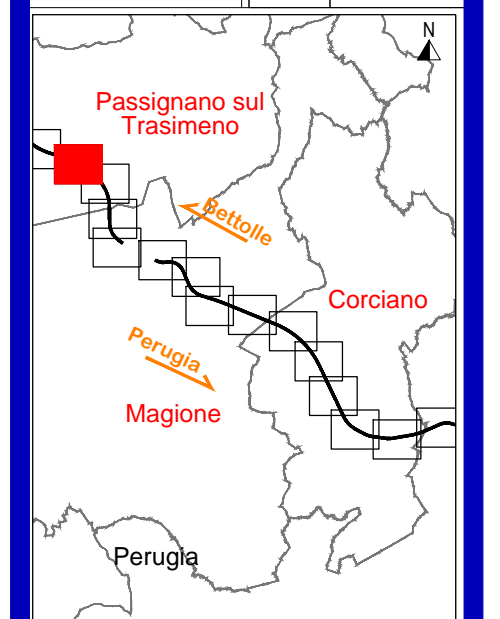 N
Passignano sul
Trasimeno
Bettolle
Corciano
Perugia
Magione
Perugia